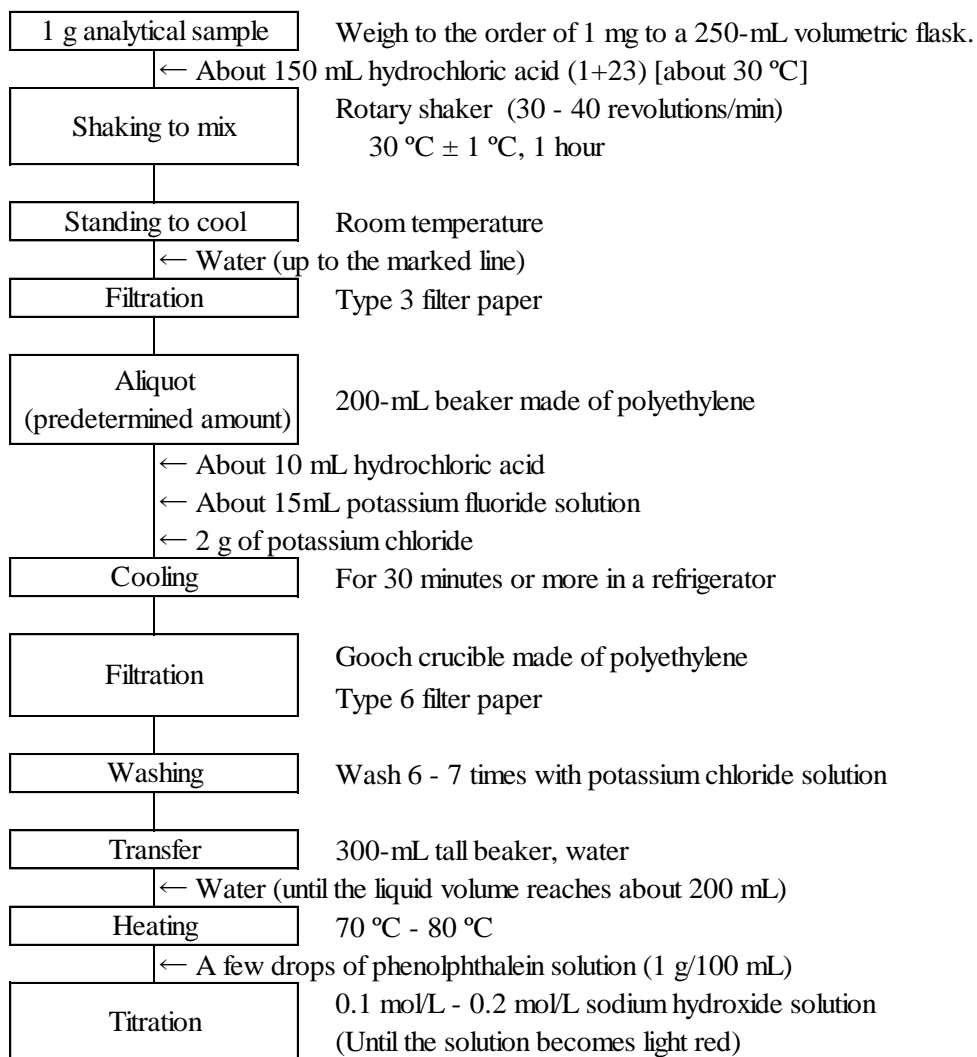 1 g analytical sample Weigh to the order of 1 mg to a 250-mL volumetric flask.
← About 150 mL hydrochloric acid (1+23) [about 30 ºC]
Shaking to mix Rotary shaker (30 - 40 revolutions/min)
30 ºC ± 1 ºC, 1 hour
Standing to cool Room temperature
← Water (up to the marked line)
Filtration Type 3 filter paper
Aliquot
(predetermined amount) 200-mL beaker made of polyethylene
← About 10 mL hydrochloric acid
← About 15mL potassium fluoride solution
← 2 g of potassium chloride
Cooling For 30 minutes or more in a refrigerator
Filtration Gooch crucible made of polyethylene
Type 6 filter paper
Washing Wash 6 - 7 times with potassium chloride solution
Transfer 300-mL tall beaker, water
← Water (until the liquid volume reaches about 200 mL)
Heating 70 ºC - 80 ºC
← A few drops of phenolphthalein solution (1 g/100 mL)
Titration 0.1 mol/L - 0.2 mol/L sodium hydroxide solution
(Until the solution becomes light red)